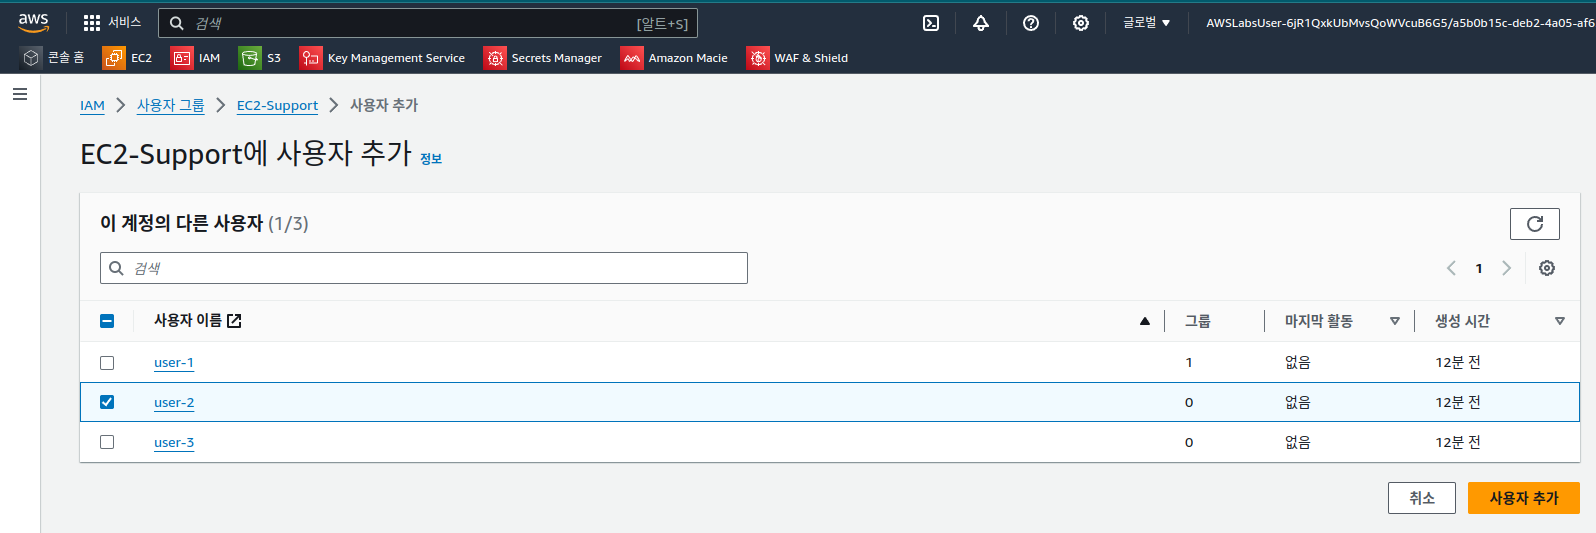 aws 서비스 검색 [알트+S] 글로벌 AWSLabsUser-6jR1QxkUbMvsQoWVcuB6G5/a5b0b15c-deb2-4a05-af6
콘솔 홈 EC2 IAM S3 Key Management Service Secrets Manager Amazon Macie WAF & Shield
IAM 사용자 그룹 EC2-Support 사용자 추가
EC2-Support에 사용자 추가 정보
이 계정의 다른 사용자 (1/3)
검색 1
사용자 이름 그룹 마지막 활동 생성 시간
user-1 1 없음 12분 전
user-2 0 없음 12분 전
user-3 0 없음 12분 전
취소 사용자 추가